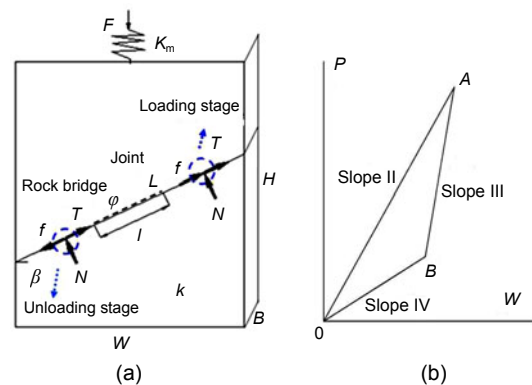 F
K_m
Loading stage
T
Joint
f
H
Rock bridge
φ
L
f
T
N
l
β
N
k
Unloading stage
B
W
(a)
P
A
Slope II
Slope III
B
Slope IV
W
0
(b)